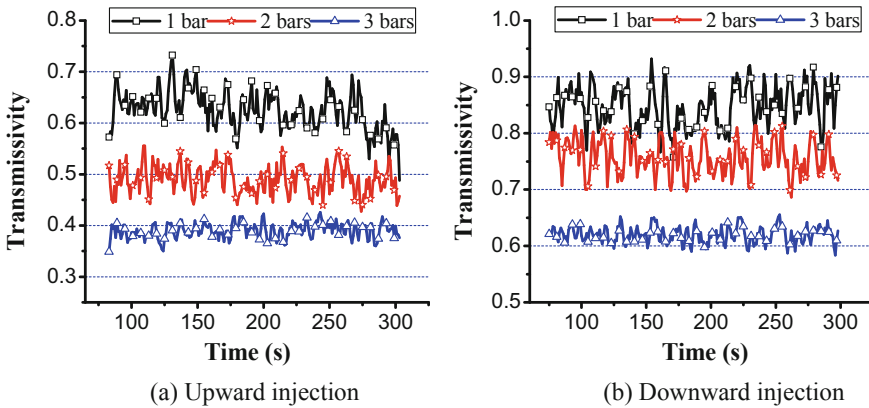 1 bar 2 bars 3 bars
0.8
0.7
0.6
0.5
0.4
0.3
Transmissivity
100 150 200 250 300
Time (s)
(a) Upward injection
1 bar 2 bars 3 bars
1.0
0.9
0.8
0.7
0.6
0.5
Transmissivity
100 150 200 250 300
Time (s)
(b) Downward injection